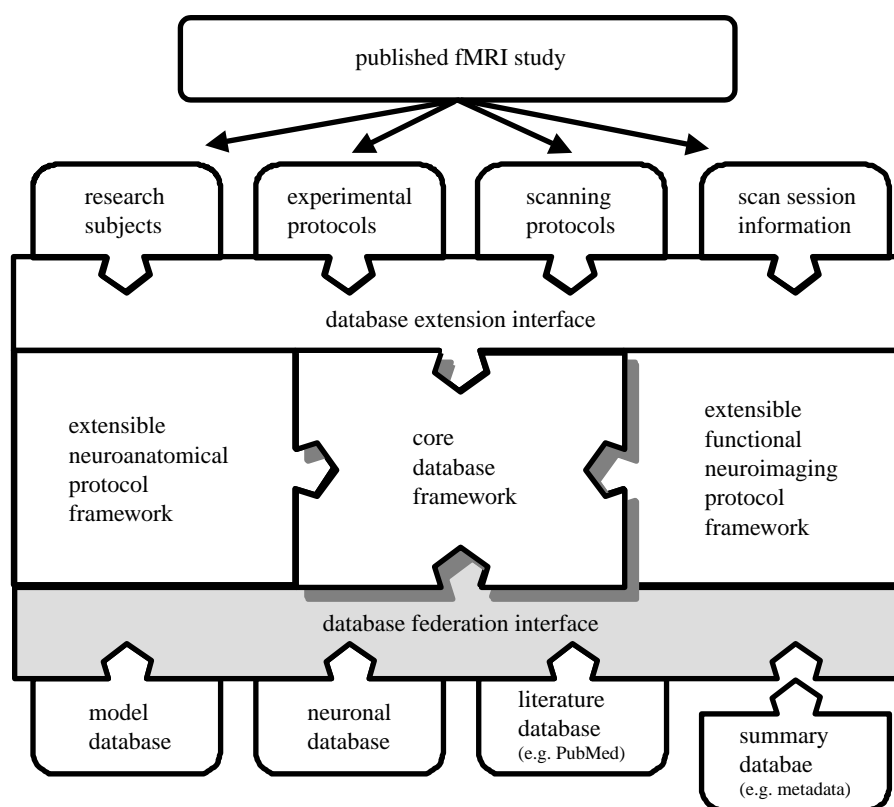 published fMRI study
research
subjects
experimental
protocols
scanning
protocols
scan session
information
database extension interface
extensible
neuroanatomical
protocol
framework
core
database
framework
extensible
functional
neuroimaging
protocol
framework
database federation interface
model
database
neuronal
database
literature
database
(e.g. PubMed)
summary
databae
(e.g. metadata)